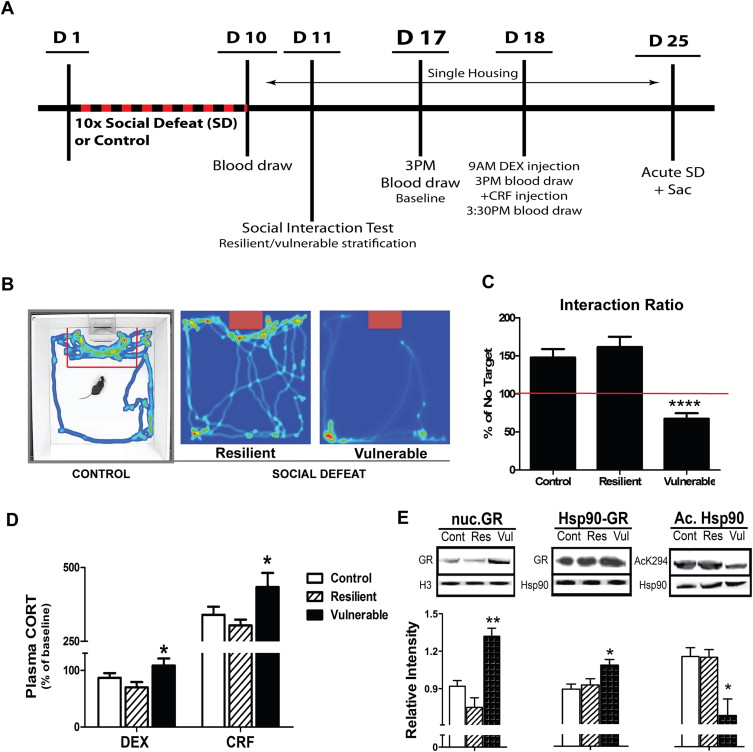 A
D 1
D 10
D 11
D 17
D 18
D 25
Single Housing
10x Social Defeat (SD)
or Control
Blood draw
Social Interaction Test
Resilient/vulnerable stratification
3PM
Blood draw
Baseline
9AM DEX injection
3PM blood draw
+CRF injection
3:30PM blood draw
Acute SD
+ Sac
B
CONTROL
Resilient
Vulnerable
SOCIAL DEFEAT
C
Interaction Ratio
% of No Target
200
150
100
50
0
****
Control
Resilient
Vulnerable
D
Plasma CORT
(% of baseline)
500
250
100
0
*
*
Control
Resilient
Vulnerable
DEX
CRF
E
nuc.GR
Cont Res Vul
GR
H3
Hsp90-GR
Cont Res Vul
GR
Hsp90
Ac. Hsp90
Cont Res Vul
AcK294
Hsp90
Relative Intensity
1.2
0.9
0
**
*
*